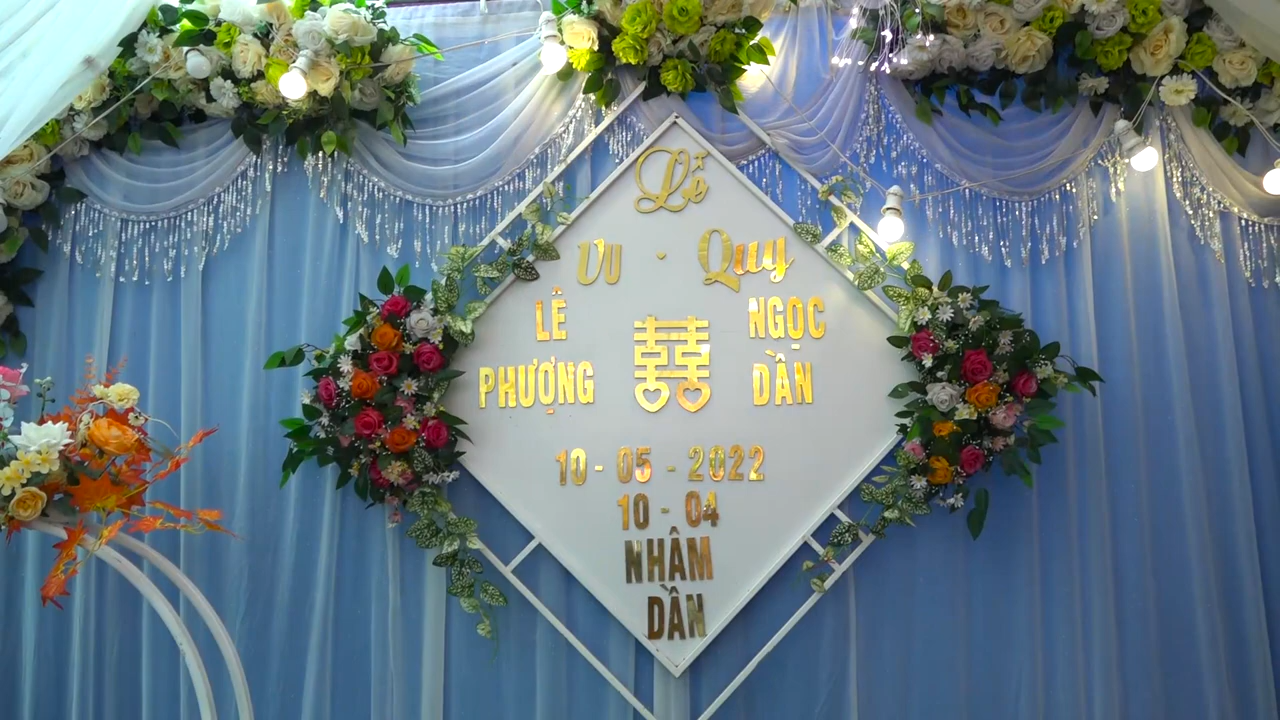 Lễ
Vu · Quy
LÊ PHƯỢNG
囍
NGỌC DẦN
10 - 05 - 2022
10 - 04
NHÂM
DẦN